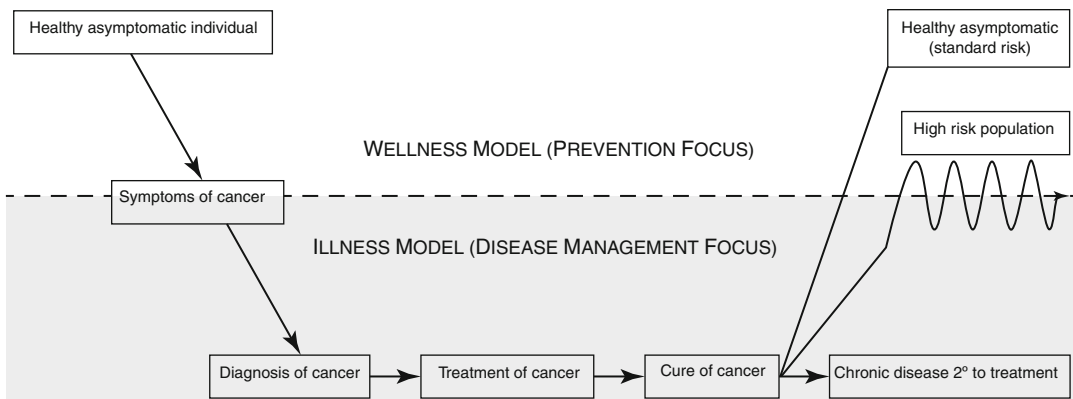 Healthy asymptomatic individual
Healthy asymptomatic
(standard risk)
High risk population
WELLNESS MODEL (PREVENTION FOCUS)
Symptoms of cancer
ILLNESS MODEL (DISEASE MANAGEMENT FOCUS)
Diagnosis of cancer
Treatment of cancer
Cure of cancer
Chronic disease 2º to treatment